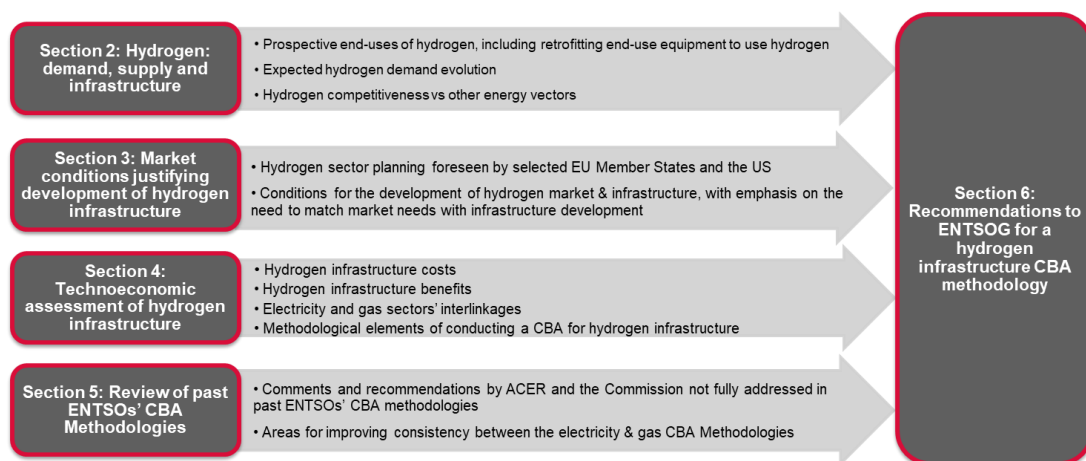 Section 2: Hydrogen:
demand, supply and
infrastructure
• Prospective end-uses of hydrogen, including retrofitting end-use equipment to use hydrogen
• Expected hydrogen demand evolution
• Hydrogen competitiveness vs other energy vectors
Section 3: Market
conditions justifying
development of hydrogen
infrastructure
• Hydrogen sector planning foreseen by selected EU Member States and the US
• Conditions for the development of hydrogen market & infrastructure, with emphasis on the
need to match market needs with infrastructure development
Section 4:
Technoeconomic
assessment of hydrogen
infrastructure
• Hydrogen infrastructure costs
• Hydrogen infrastructure benefits
• Electricity and gas sectors' interlinkages
• Methodological elements of conducting a CBA for hydrogen infrastructure
Section 5: Review of past
ENTSOs' CBA
Methodologies
• Comments and recommendations by ACER and the Commission not fully addressed in
past ENTSOs' CBA methodologies
• Areas for improving consistency between the electricity & gas CBA Methodologies
Section 6:
Recommendations to
ENTSOG for a
hydrogen
infrastructure CBA
methodology